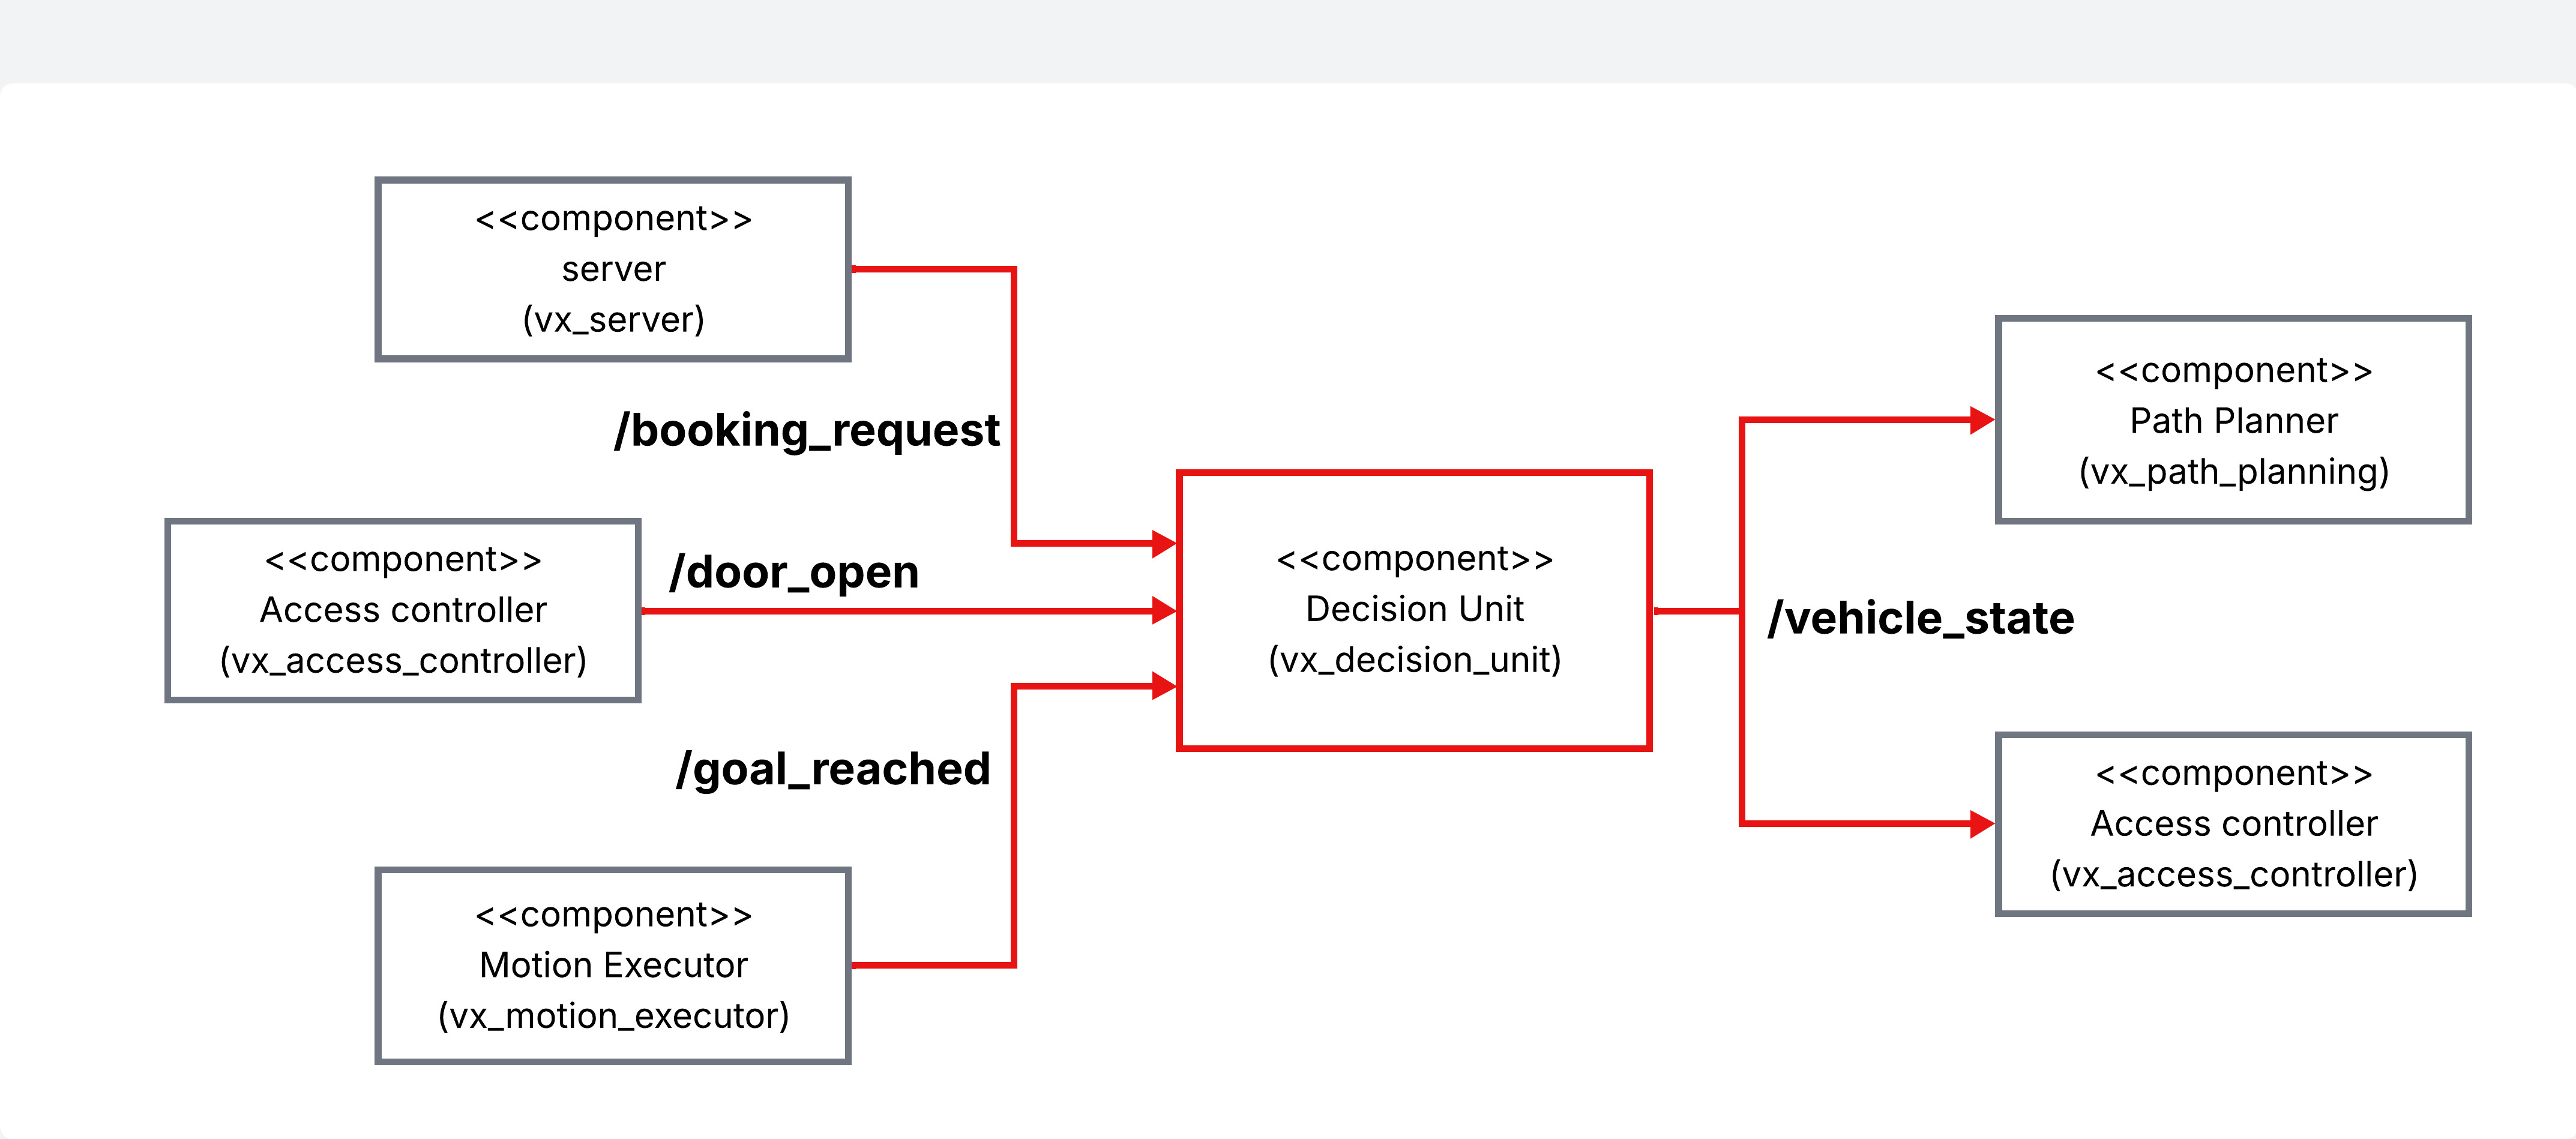 <<component>>
server
(vx_server)
/booking_request
<<component>>
Access controller
(vx_access_controller)
/door_open
/goal_reached
<<component>>
Motion Executor
(vx_motion_executor)
<<component>>
Decision Unit
(vx_decision_unit)
/vehicle_state
<<component>>
Path Planner
(vx_path_planning)
<<component>>
Access controller
(vx_access_controller)